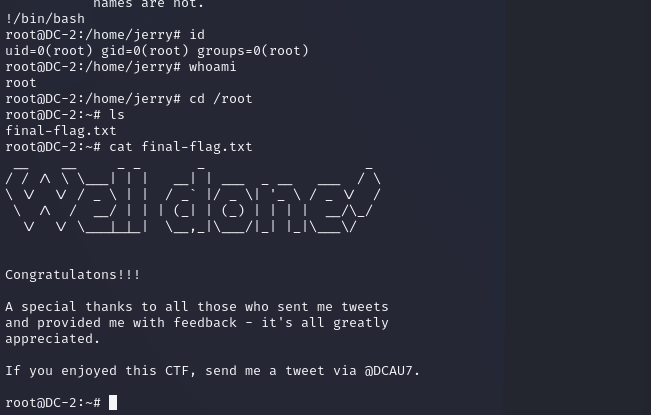 names are not.
!/bin/bash
root@DC-2:/home/jerry# id
uid=0(root) gid=0(root) groups=0(root)
root@DC-2:/home/jerry# whoami
root
root@DC-2:/home/jerry# cd /root
root@DC-2:~# ls
final-flag.txt
root@DC-2:~# cat final-flag.txt
Well done!
Congratulatons!!!
A special thanks to all those who sent me tweets
and provided me with feedback - it's all greatly
appreciated.
If you enjoyed this CTF, send me a tweet via @DCAU7.
root@DC-2:~#